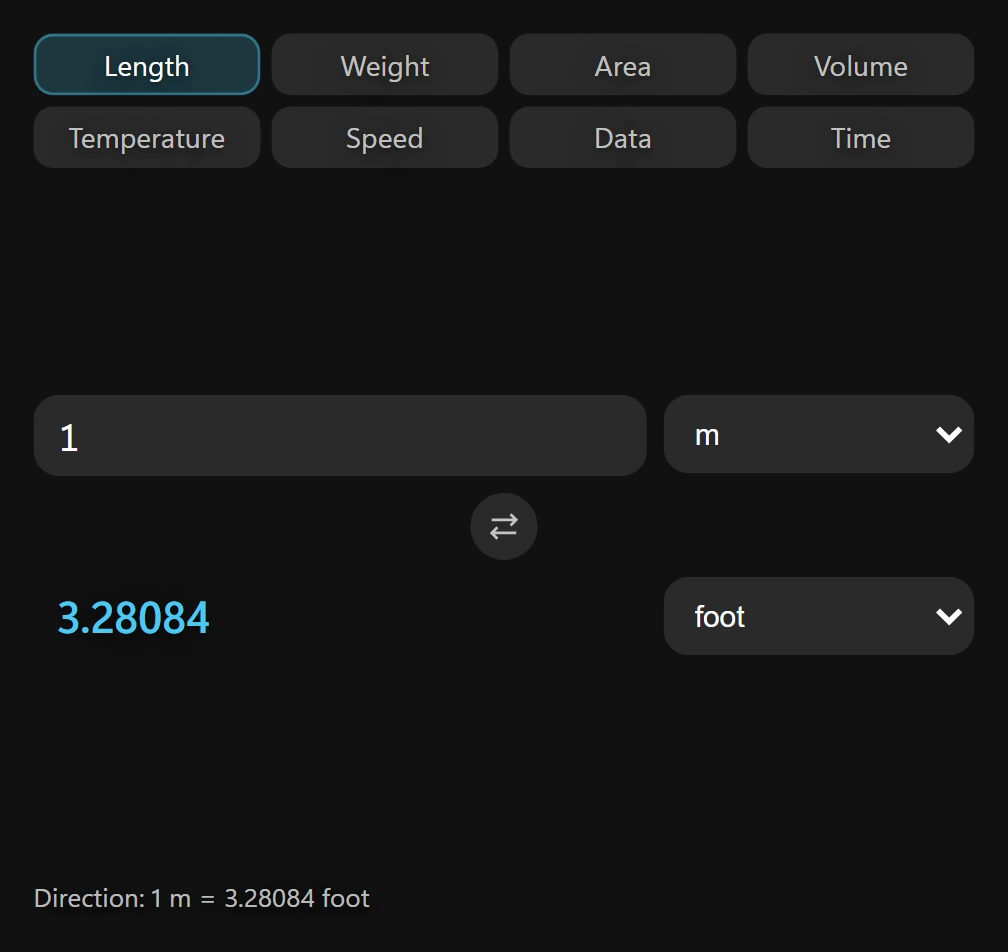 Length Weight Area Volume
Temperature Speed Data Time
1 m
3.28084 foot
Direction: 1 m = 3.28084 foot